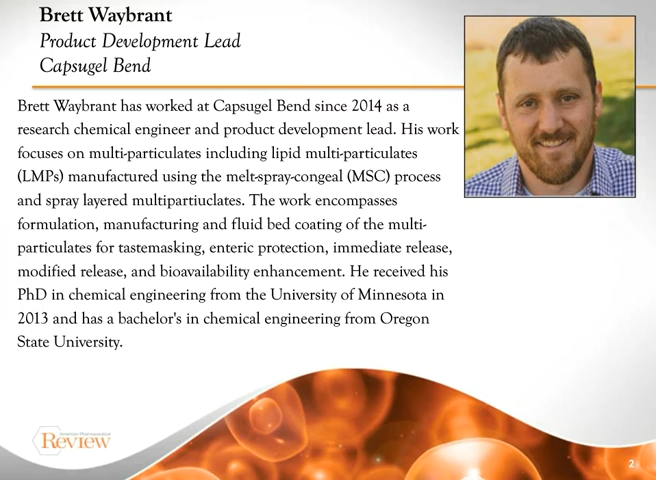 Brett Waybrant
Product Development Lead
Capsugel Bend
Brett Waybrant has worked at Capsugel Bend since 2014 as a
research chemical engineer and product development lead. His work
focuses on multi-particulates including lipid multi-particulates
(LMPs) manufactured using the melt-spray-congeal (MSC) process
and spray layered multipartiuclates. The work encompasses
formulation, manufacturing and fluid bed coating of the multi-
particulates for tastemasking, enteric protection, immediate release,
modified release, and bioavailability enhancement. He received his
PhD in chemical engineering from the University of Minnesota in
2013 and has a bachelor's in chemical engineering from Oregon
State University.
American Pharmaceutical
Review
2